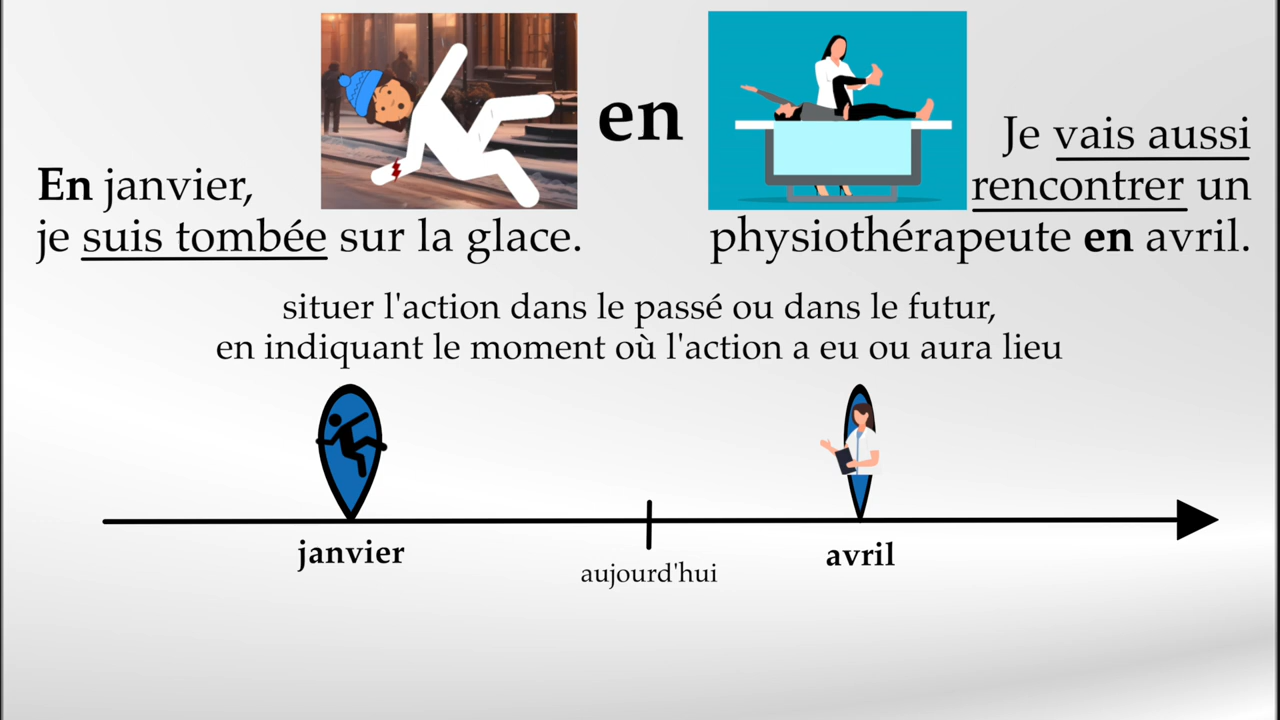 en
En janvier,
je suis tombée sur la glace.
Je vais aussi
rencontrer un
physiothérapeute en avril.
situer l'action dans le passé ou dans le futur,
en indiquant le moment où l'action a eu ou aura lieu
janvier
aujourd'hui
avril